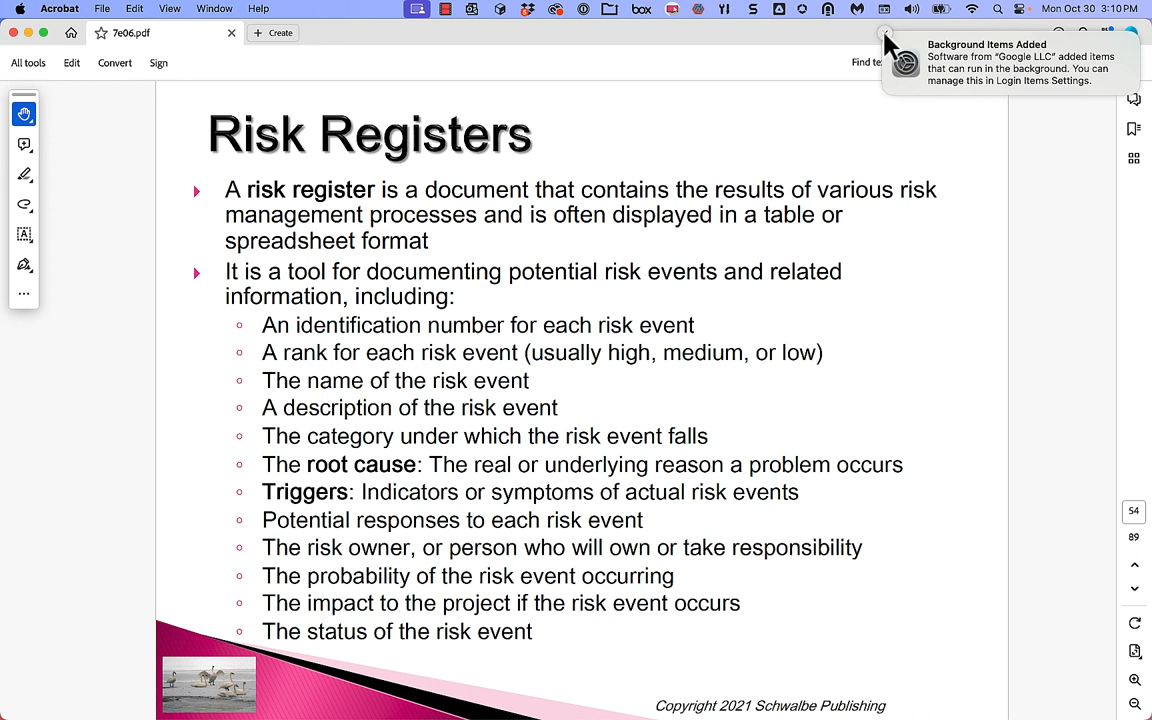 Acrobat File Edit View Window Help
box
Mon Oct 30 3:10 PM
7e06.pdf
+ Create
All tools Edit Convert Sign
Find te
Background Items Added
Software from “Google LLC” added items
that can run in the background. You can
manage this in Login Items Settings.
Risk Registers
A risk register is a document that contains the results of various risk
management processes and is often displayed in a table or
spreadsheet format
It is a tool for documenting potential risk events and related
information, including:
An identification number for each risk event
A rank for each risk event (usually high, medium, or low)
The name of the risk event
A description of the risk event
The category under which the risk event falls
The root cause: The real or underlying reason a problem occurs
Triggers: Indicators or symptoms of actual risk events
Potential responses to each risk event
The risk owner, or person who will own or take responsibility
The probability of the risk event occurring
The impact to the project if the risk event occurs
The status of the risk event
54
89
Copyright 2021 Schwalbe Publishing